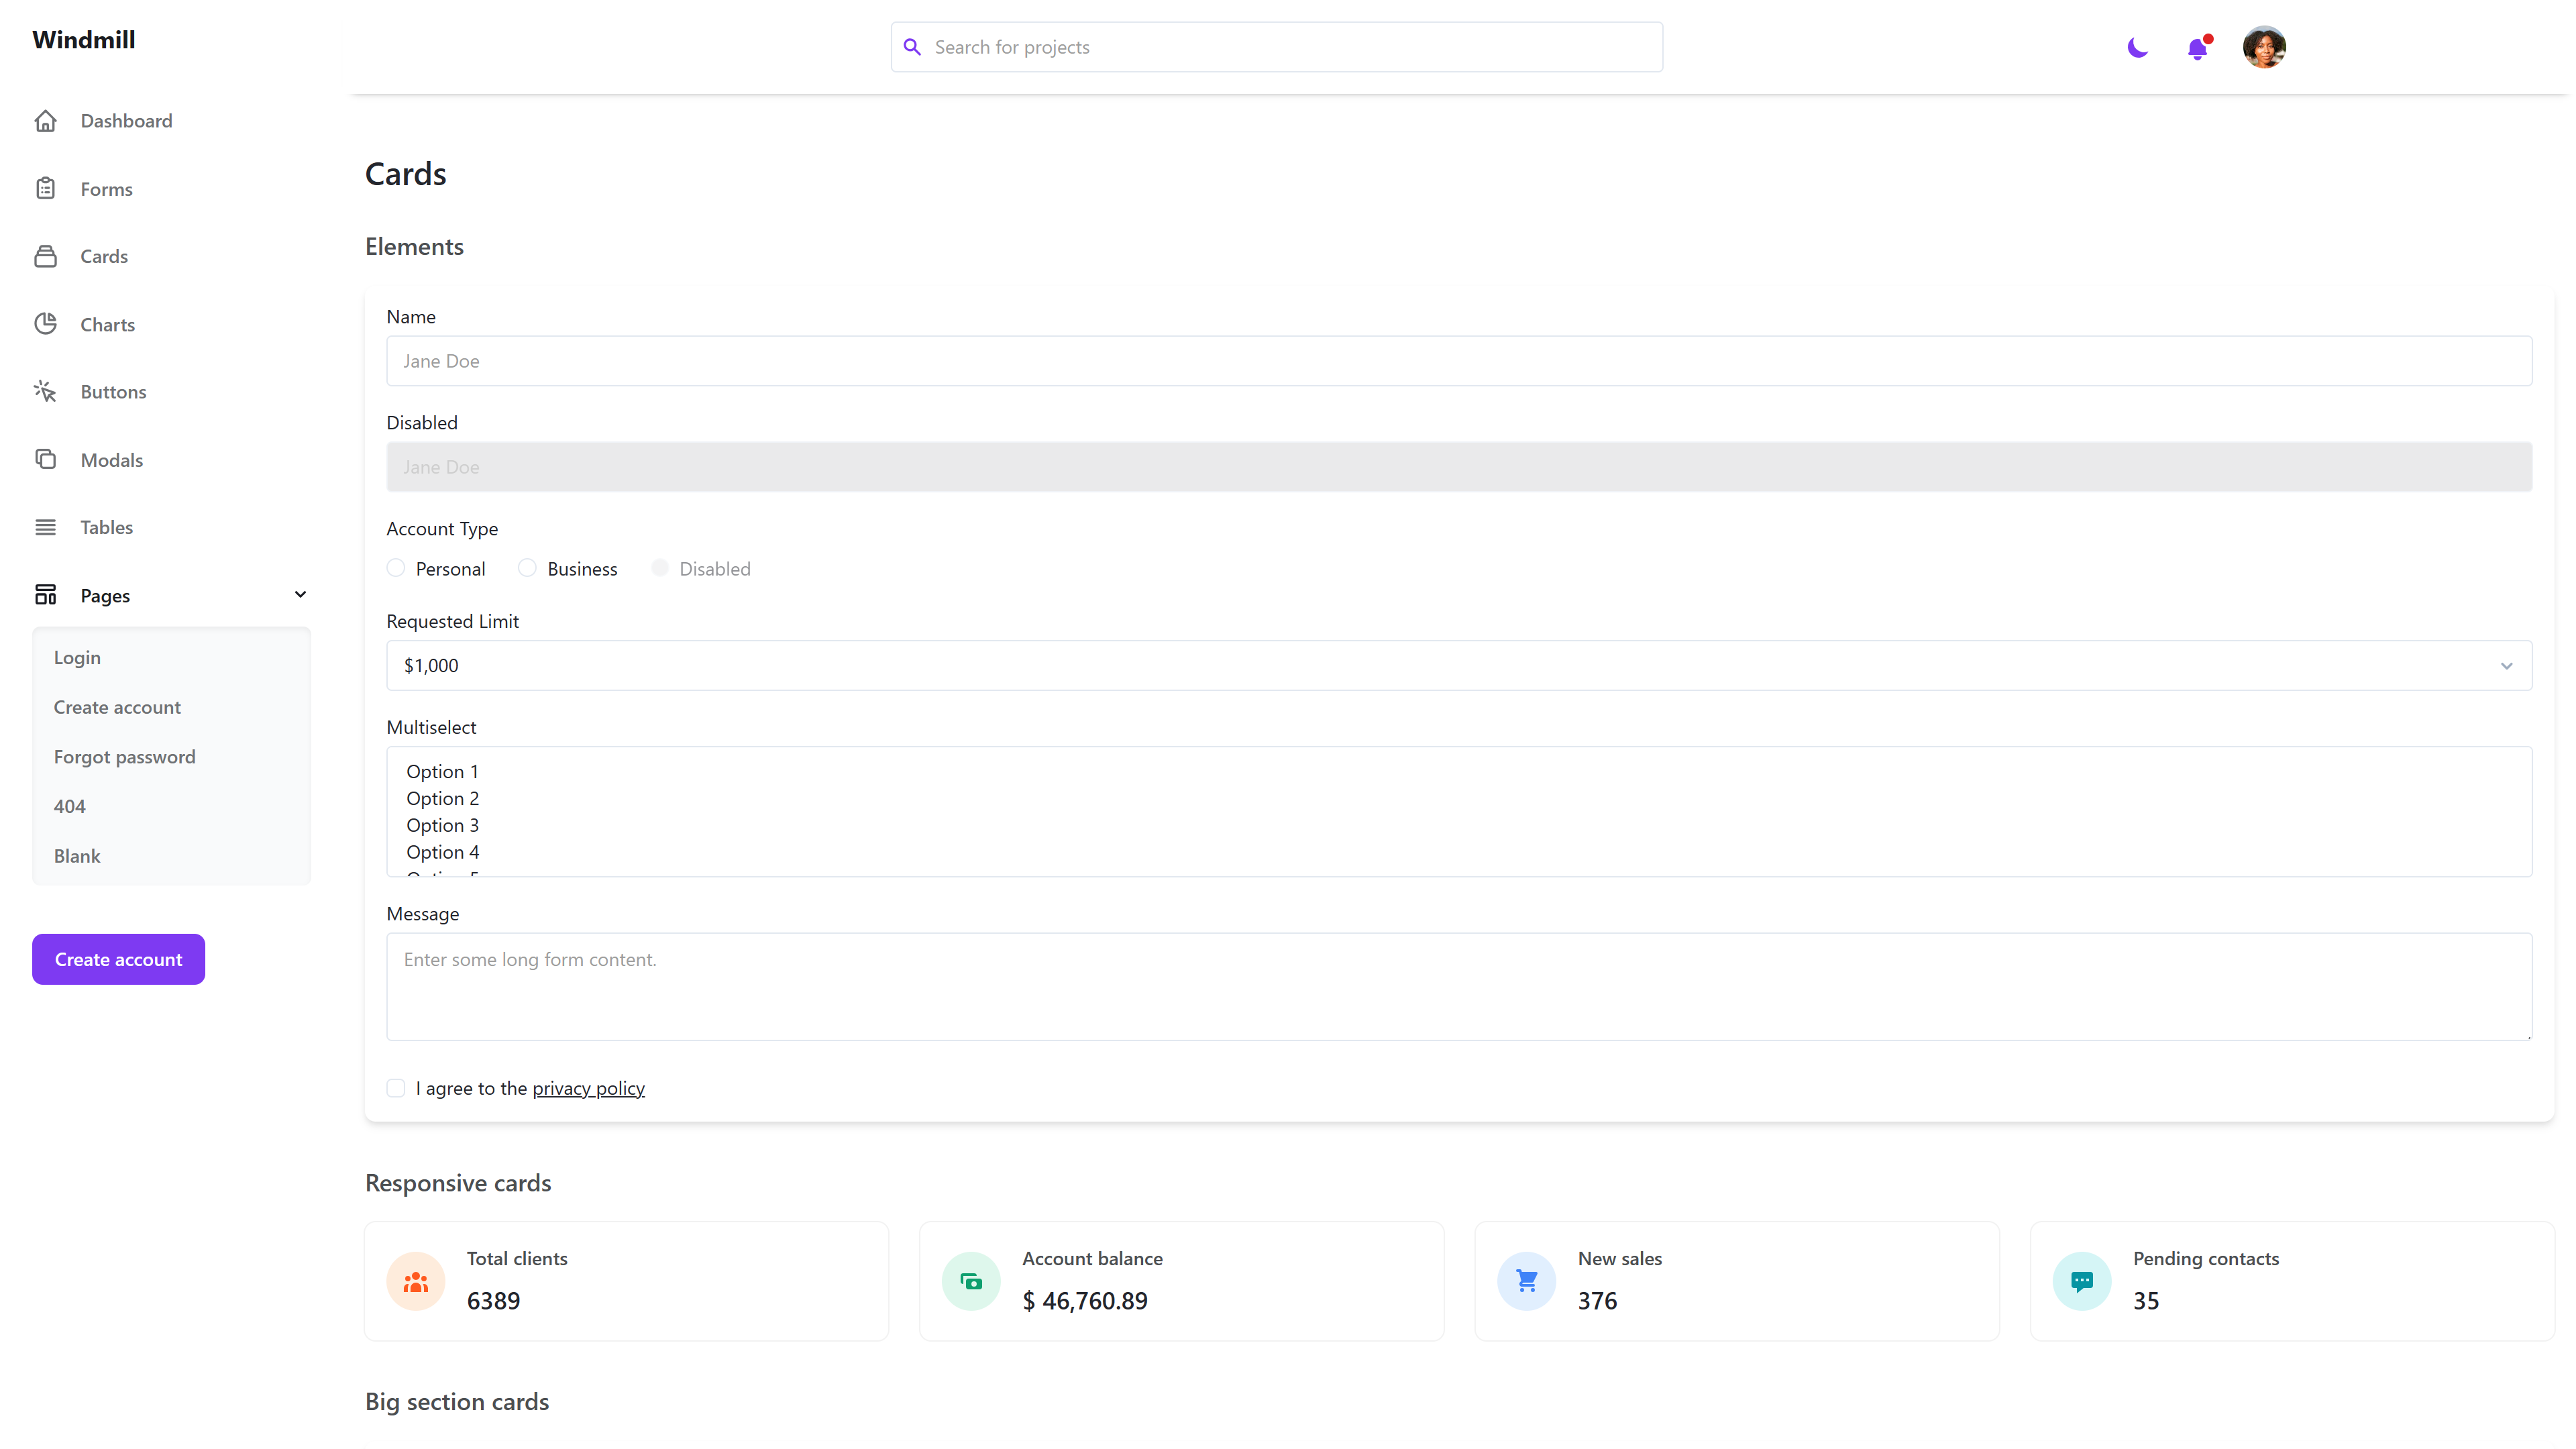 Windmill
Search for projects
Dashboard
Forms
Cards
Charts
Buttons
Modals
Tables
Pages
Login
Create account
Forgot password
404
Blank
Create account
Cards
Elements
Name
Jane Doe
Disabled
Jane Doe
Account Type
Personal Business Disabled
Requested Limit
$1,000
Multiselect
Option 1
Option 2
Option 3
Option 4
Message
Enter some long form content.
I agree to the privacy policy
Responsive cards
Total clients
6389
Account balance
$ 46,760.89
New sales
376
Pending contacts
35
Big section cards